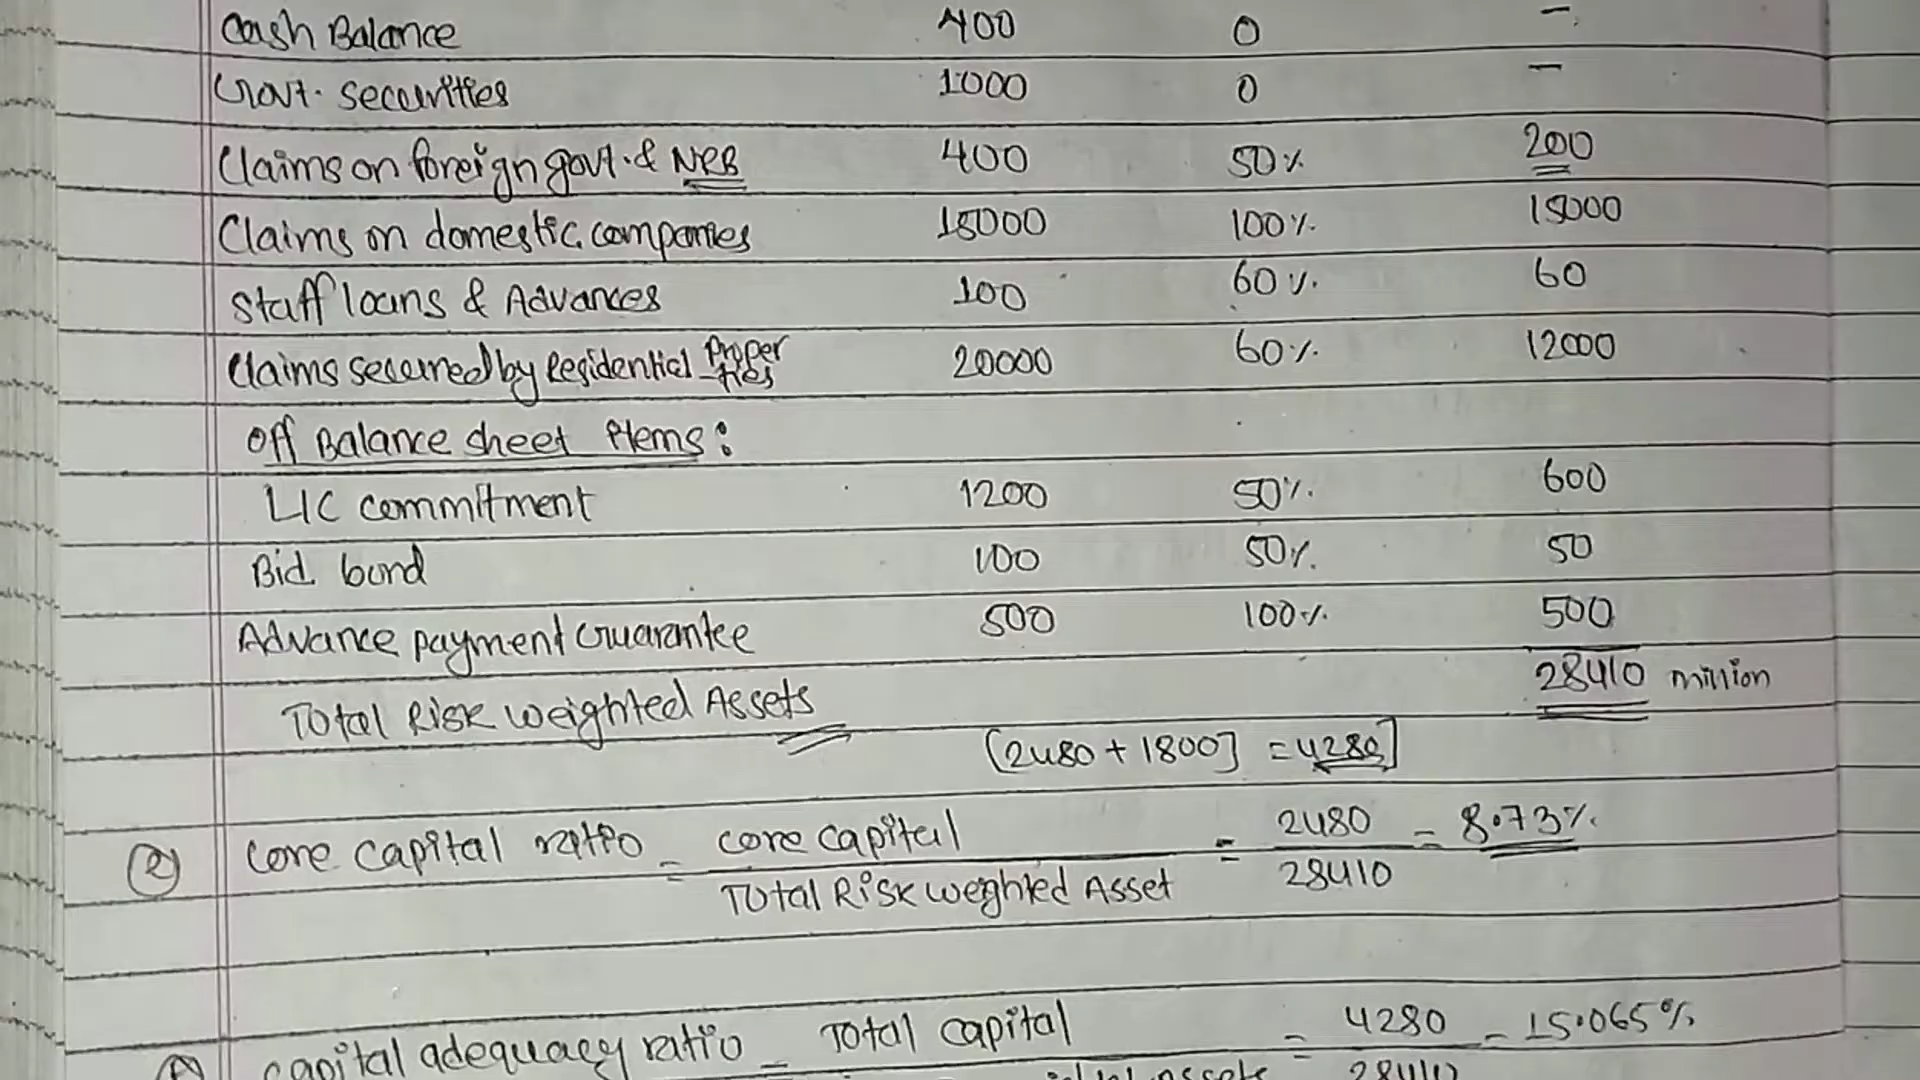 Cash Balance 400 0 —
Govt. securities 1000 0 —
Claims on foreign govt. & NRB 400 50% 200
Claims on domestic companies 15000 100% 15000
Staff loans & Advances 100 60% 60
Claims secured by Residential Properties 20000 60% 12000
Off Balance sheet Items:
L/C commitment 1200 50% 600
Bid bond 100 50% 50
Advance payment Guarantee 500 100% 500
28410 million
Total Risk weighted Assets
[2480 + 1800] = 4280]
(2) Core capital ratio = core capital / Total Risk weghted Asset = 2480 / 28410 = 8.73%
capital adequacy ratio = Total capital = 4280 / 28410 = 15.065%